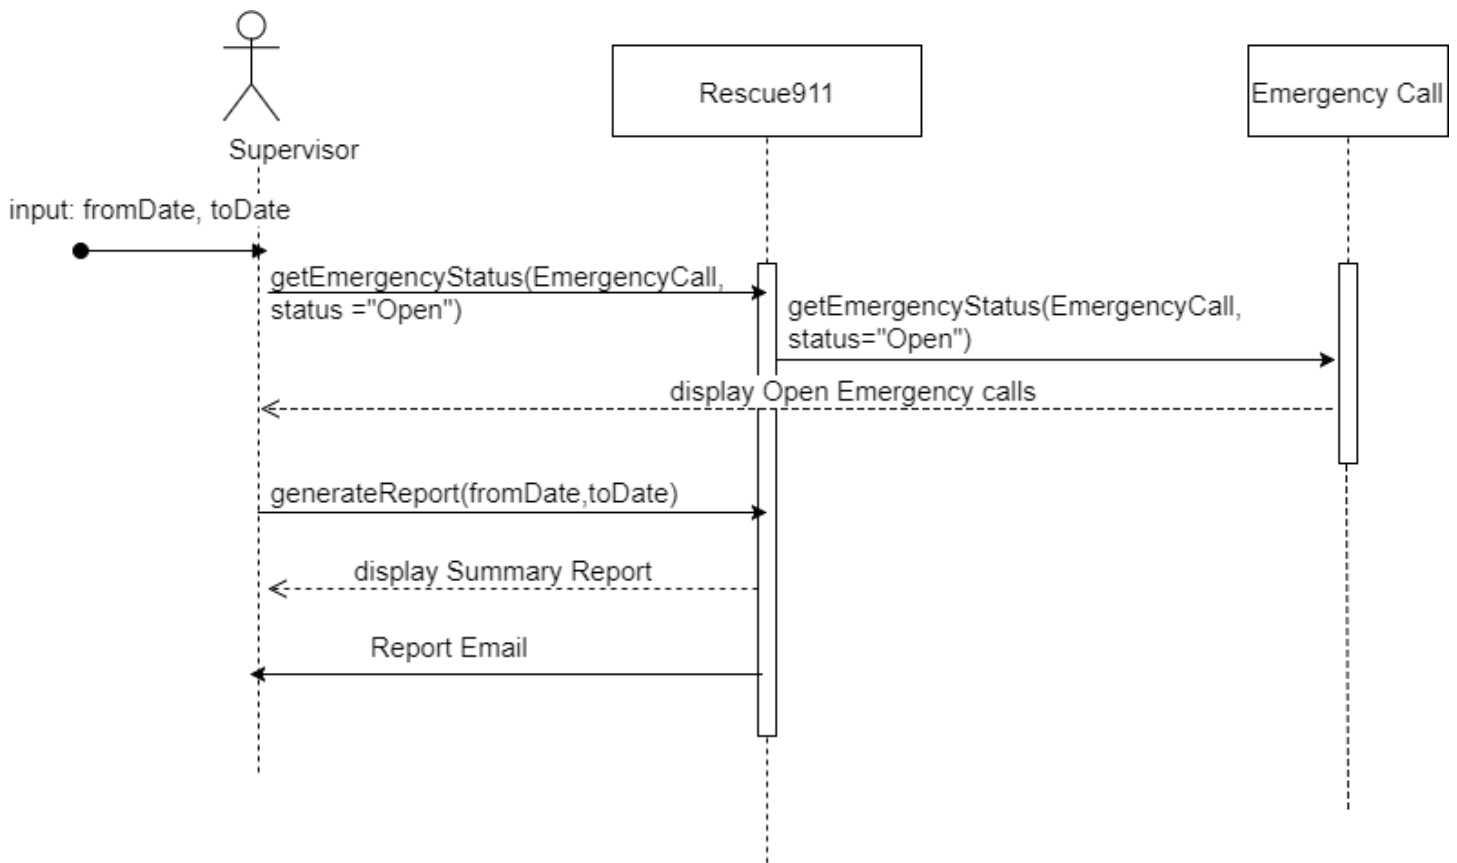 Supervisor
Rescue911
Emergency Call
input: fromDate, toDate
getEmergencyStatus(EmergencyCall,
status ="Open")
getEmergencyStatus(EmergencyCall,
status="Open")
display Open Emergency calls
generateReport(fromDate,toDate)
display Summary Report
Report Email